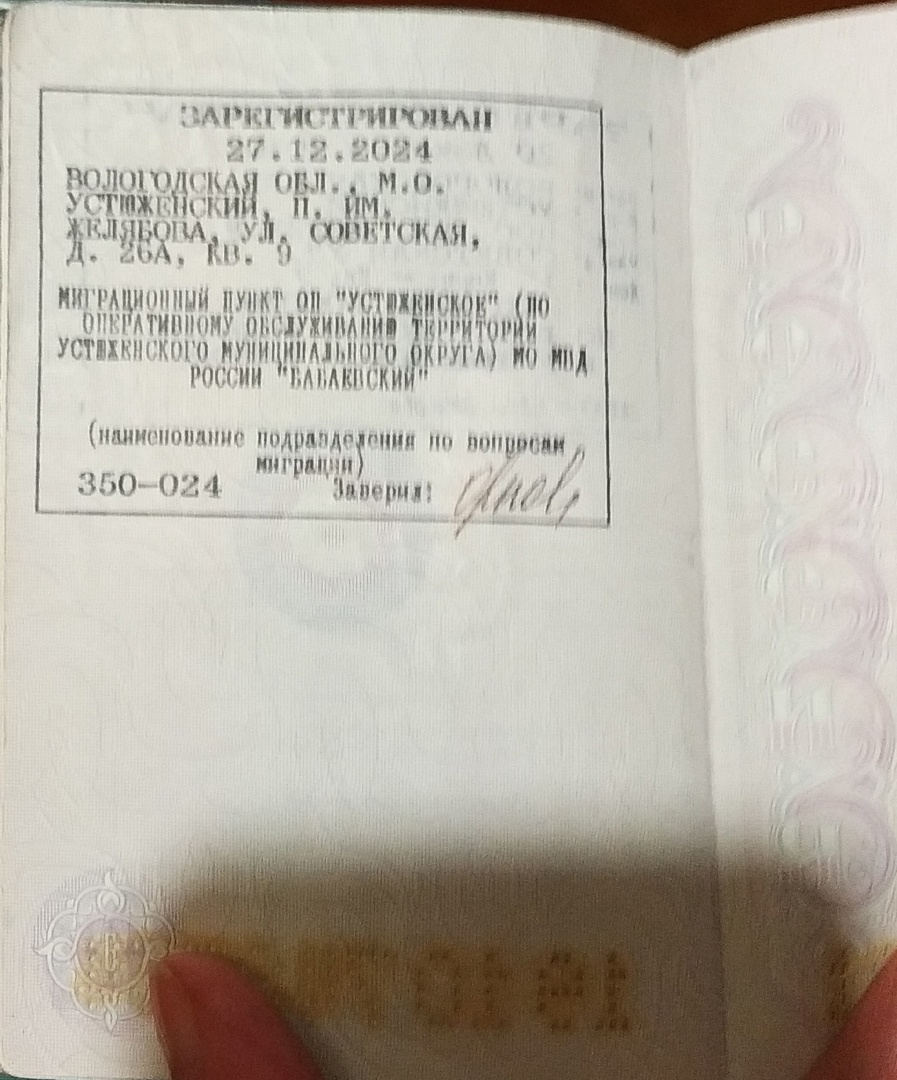 ЗАРЕГИСТРИРОВАН
27.12.2024
ВОЛОГОДСКАЯ ОБЛ., М.О.
УСТЮЖЕНСКИЙ, П. ИМ.
ЖЕЛЯБОВА, УЛ. СОВЕТСКАЯ,
Д. 26А, КВ. 9
МИГРАЦИОННЫЙ ПУНКТ ОП "УСТЮЖЕНСКОЕ" (ПО
ОПЕРАТИВНОМУ ОБСЛУЖИВАНИЮ ТЕРРИТОРИИ
УСТЮЖЕНСКОГО МУНИЦИПАЛЬНОГО ОКРУГА) МО МВД
РОССИИ "БАБАЕВСКИЙ"
(наименование подразделения по вопросам
миграции)
350-024 Заверил: